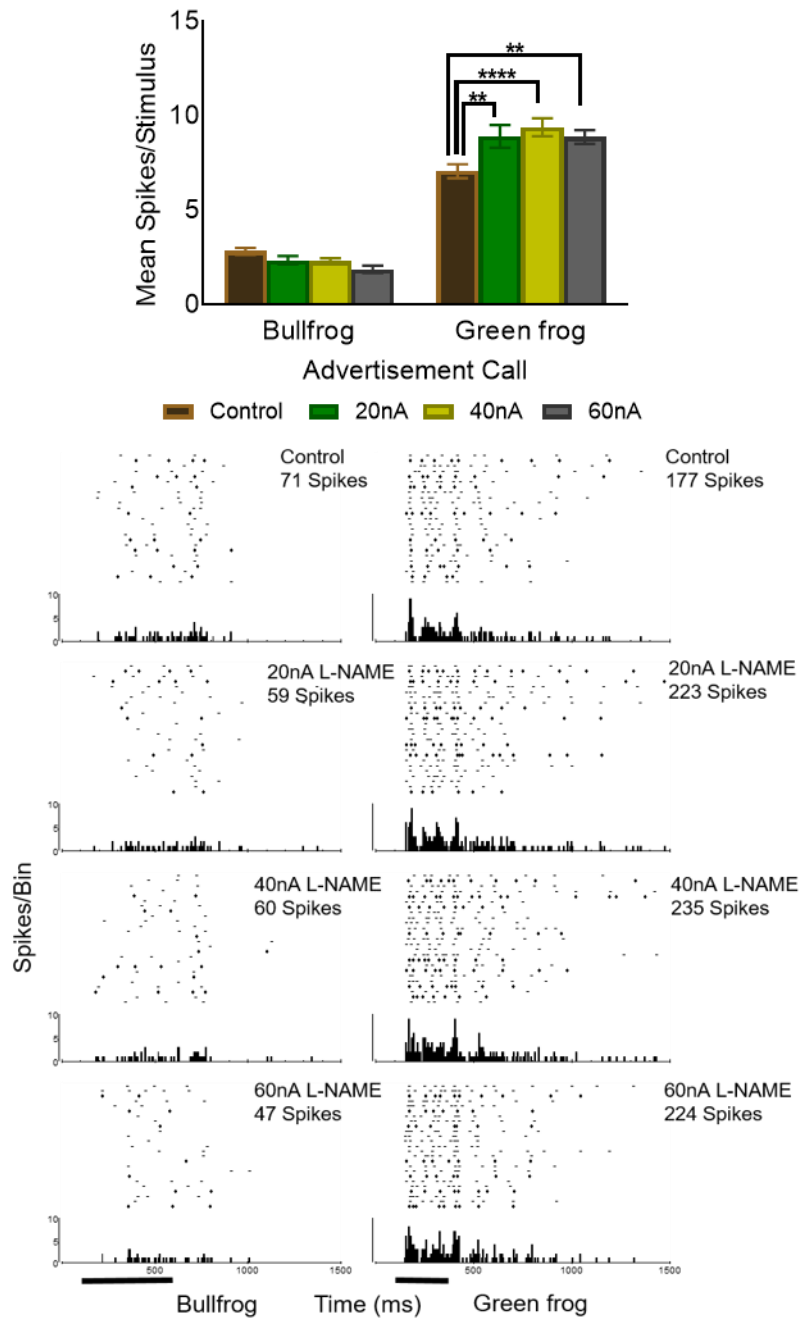 15
10
5
0
Mean Spikes/Stimulus
**
****
**
Bullfrog Green frog
Advertisement Call
Control 20nA 40nA 60nA
Control
71 Spikes
Control
177 Spikes
10
5
0
20nA L-NAME
59 Spikes
20nA L-NAME
223 Spikes
10
5
0
40nA L-NAME
60 Spikes
40nA L-NAME
235 Spikes
10
5
0
60nA L-NAME
47 Spikes
60nA L-NAME
224 Spikes
10
5
0
Spikes/Bin
500 1000 1500 500 1000 1500
Bullfrog Time (ms) Green frog